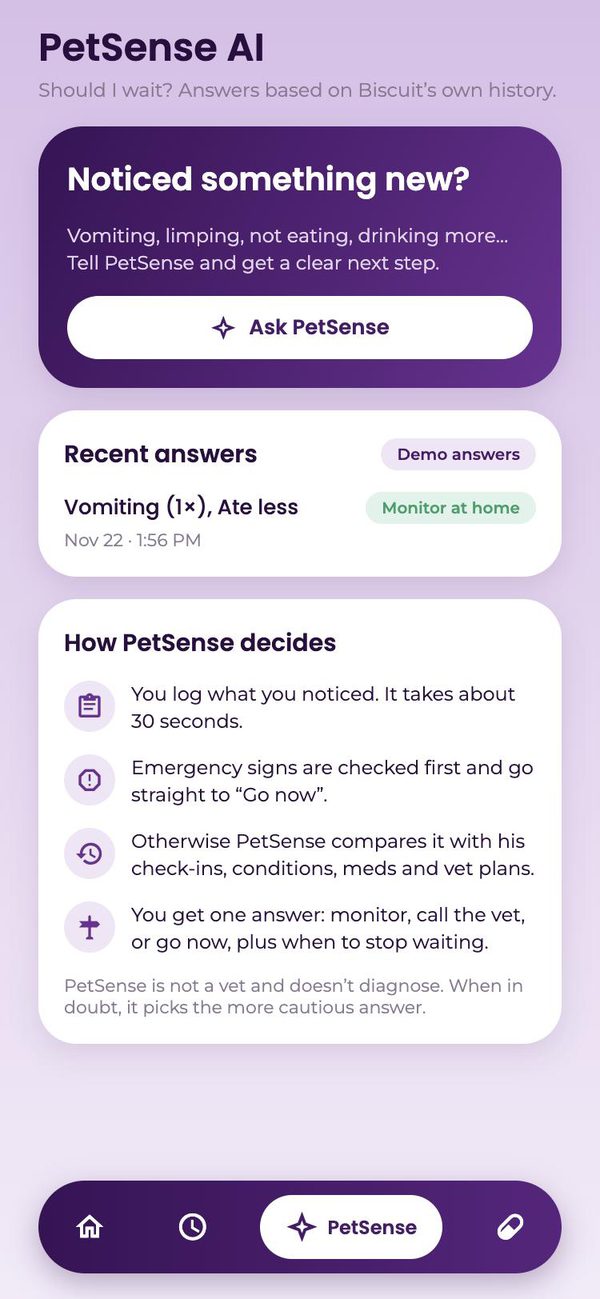 PetSense AI
Should I wait? Answers based on Biscuit’s own history.
Noticed something new?
Vomiting, limping, not eating, drinking more…
Tell PetSense and get a clear next step.
Ask PetSense
Recent answers
Demo answers
Vomiting (1×), Ate less
Monitor at home
Nov 22 · 1:56 PM
How PetSense decides
You log what you noticed. It takes about
30 seconds.
Emergency signs are checked first and go
straight to “Go now”.
Otherwise PetSense compares it with his
check-ins, conditions, meds and vet plans.
You get one answer: monitor, call the vet,
or go now, plus when to stop waiting.
PetSense is not a vet and doesn’t diagnose. When in
doubt, it picks the more cautious answer.
PetSense